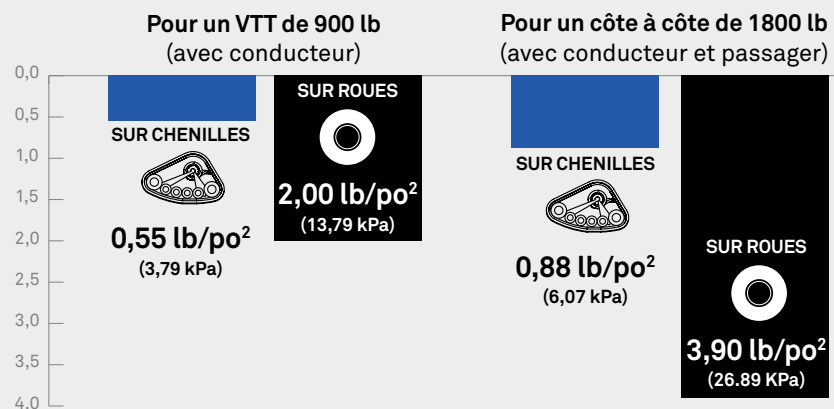 Pour un VTT de 900 lb
(avec conducteur)
Pour un côte à côte de 1800 lb
(avec conducteur et passager)
0,0
0,5
1,0
1,5
2,0
2,5
3,0
3,5
4,0
SUR CHENILLES
0,55 lb/po²
(3,79 kPa)
SUR ROUES
2,00 lb/po²
(13,79 kPa)
SUR CHENILLES
0,88 lb/po²
(6,07 kPa)
SUR ROUES
3,90 lb/po²
(26.89 KPa)